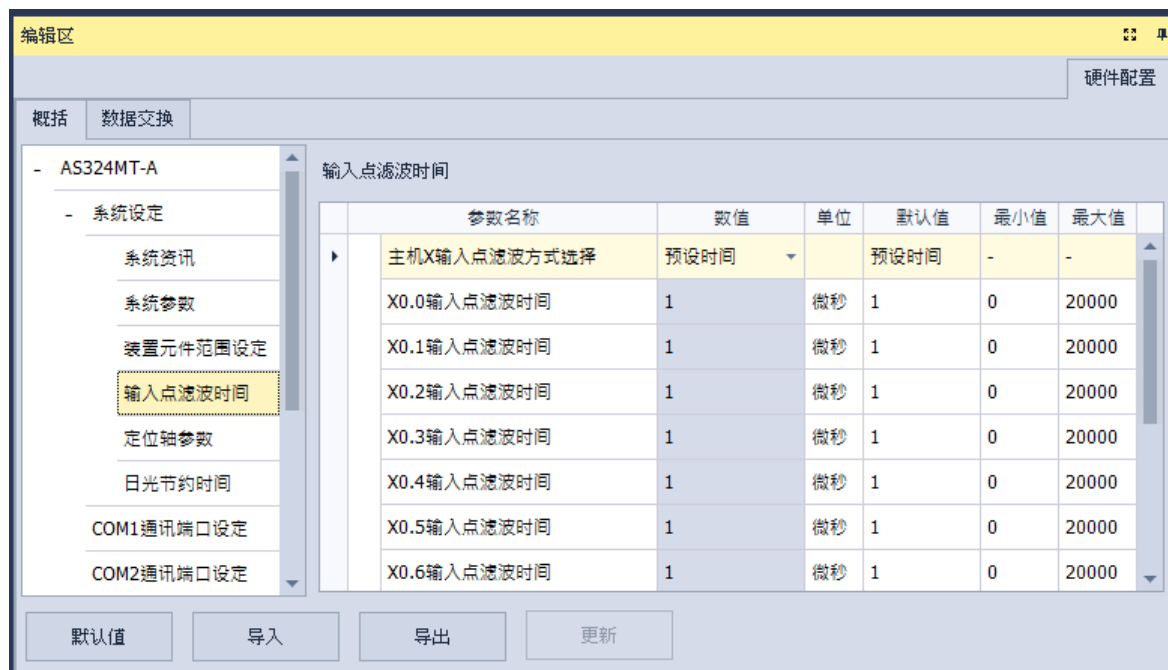 编辑区
硬件配置
概括 数据交换
- AS324MT-A
- 系统设定
系统资讯
系统参数
装置元件范围设定
输入点滤波时间
定位轴参数
日光节约时间
COM1通讯端口设定
COM2通讯端口设定
输入点滤波时间
参数名称 数值 单位 默认值 最小值 最大值
主机X输入点滤波方式选择 预设时间 预设时间 - -
X0.0输入点滤波时间 1 微秒 1 0 20000
X0.1输入点滤波时间 1 微秒 1 0 20000
X0.2输入点滤波时间 1 微秒 1 0 20000
X0.3输入点滤波时间 1 微秒 1 0 20000
X0.4输入点滤波时间 1 微秒 1 0 20000
X0.5输入点滤波时间 1 微秒 1 0 20000
X0.6输入点滤波时间 1 微秒 1 0 20000
默认值 导入 导出 更新